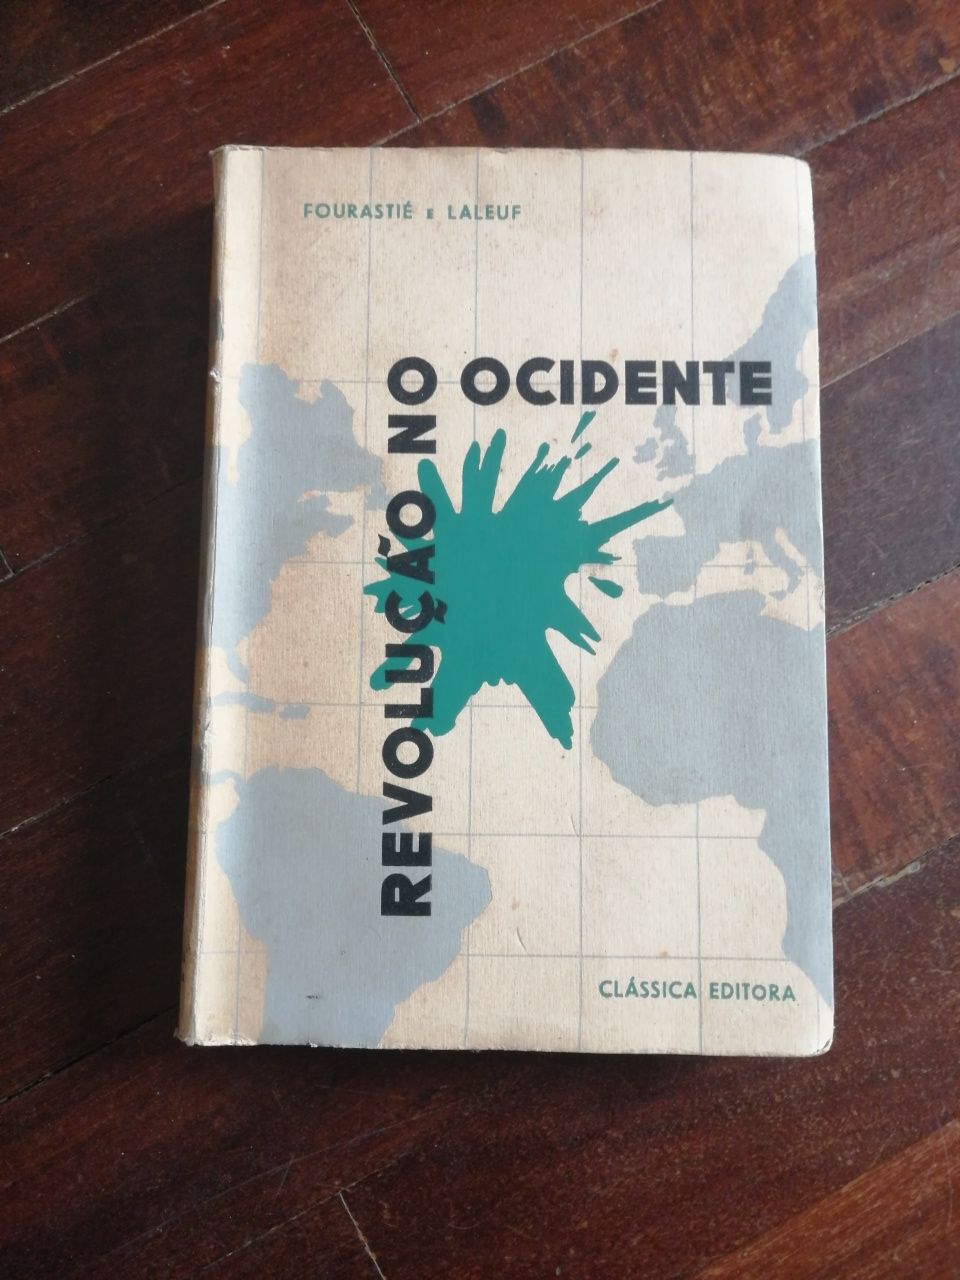 FOURASTIÉ E LALEUF
REVOLUÇÃO NO
OCIDENTE
CLÁSSICA EDITORA